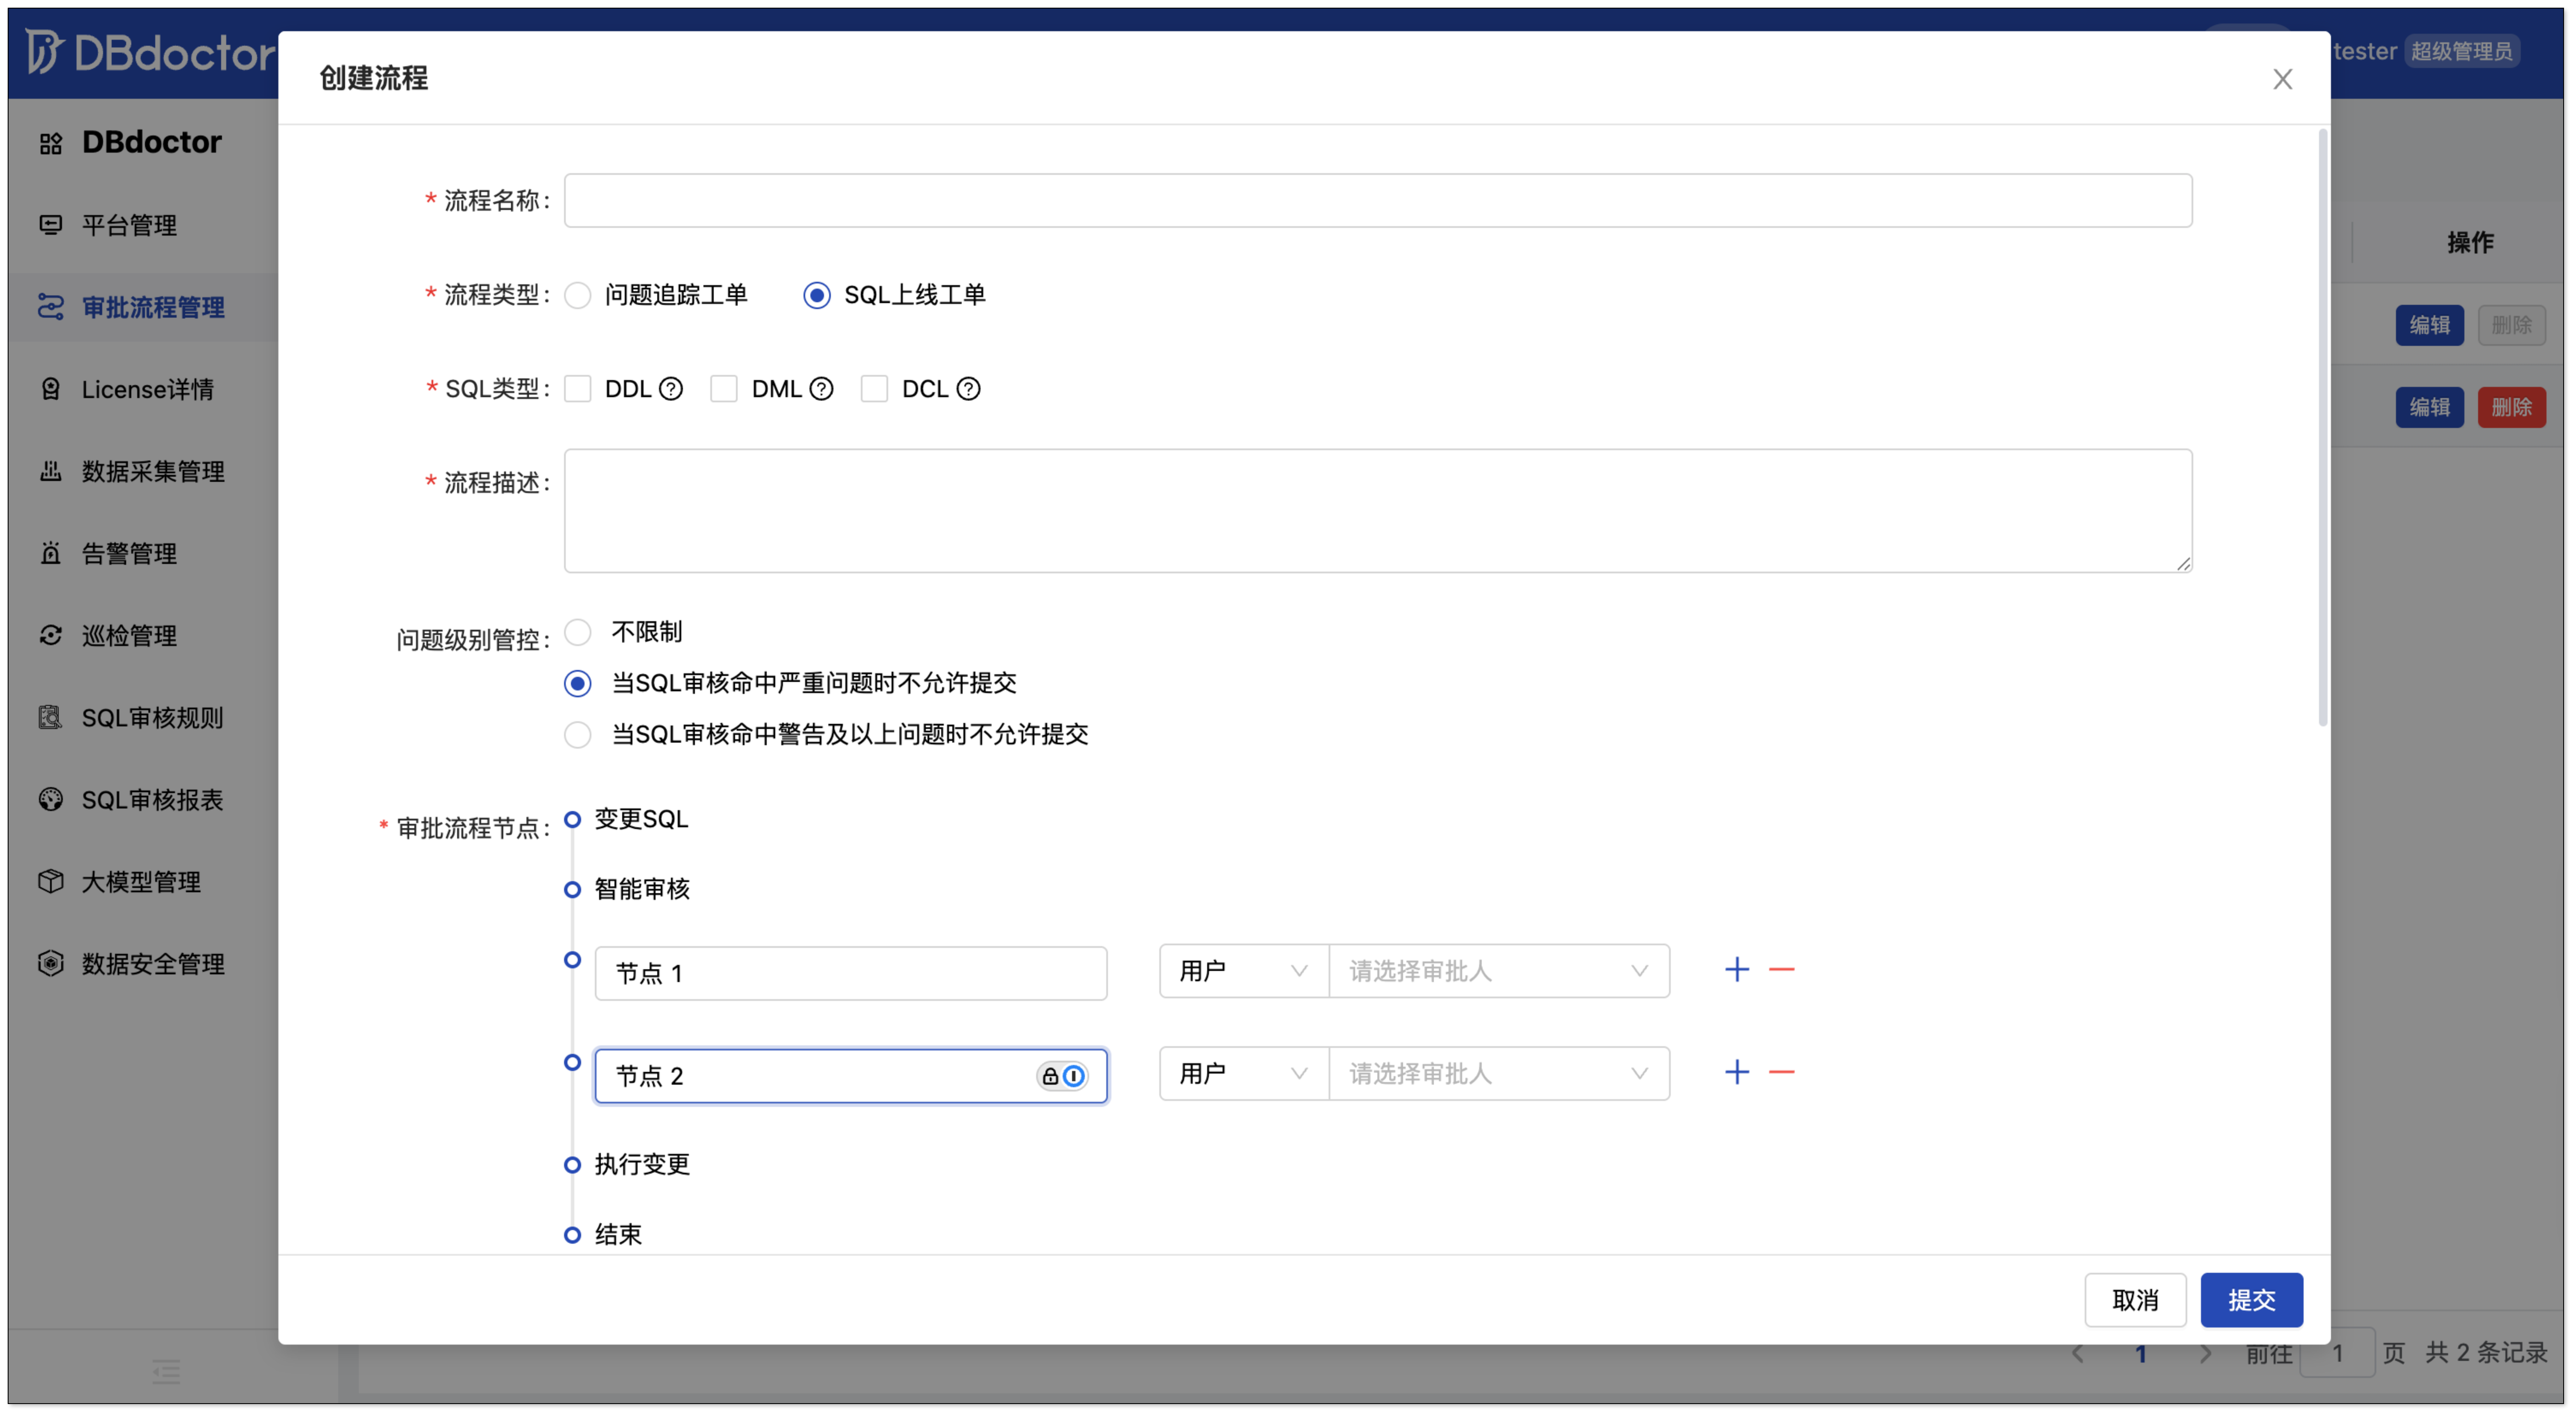 DBdoctor
tester 超级管理员
DBdoctor
平台管理
审批流程管理
License详情
数据采集管理
告警管理
巡检管理
SQL审核规则
SQL审核报表
大模型管理
数据安全管理
创建流程
* 流程名称:
* 流程类型: 问题追踪工单 SQL上线工单
* SQL类型: DDL ? DML ? DCL ?
* 流程描述:
问题级别管控: 不限制
当SQL审核命中严重问题时不允许提交
当SQL审核命中警告及以上问题时不允许提交
* 审批流程节点: 变更SQL
智能审核
节点 1 用户 请选择审批人
节点 2 用户 请选择审批人
执行变更
结束
取消 提交
操作
编辑 删除
编辑 删除
1 前往 1 页 共 2 条记录